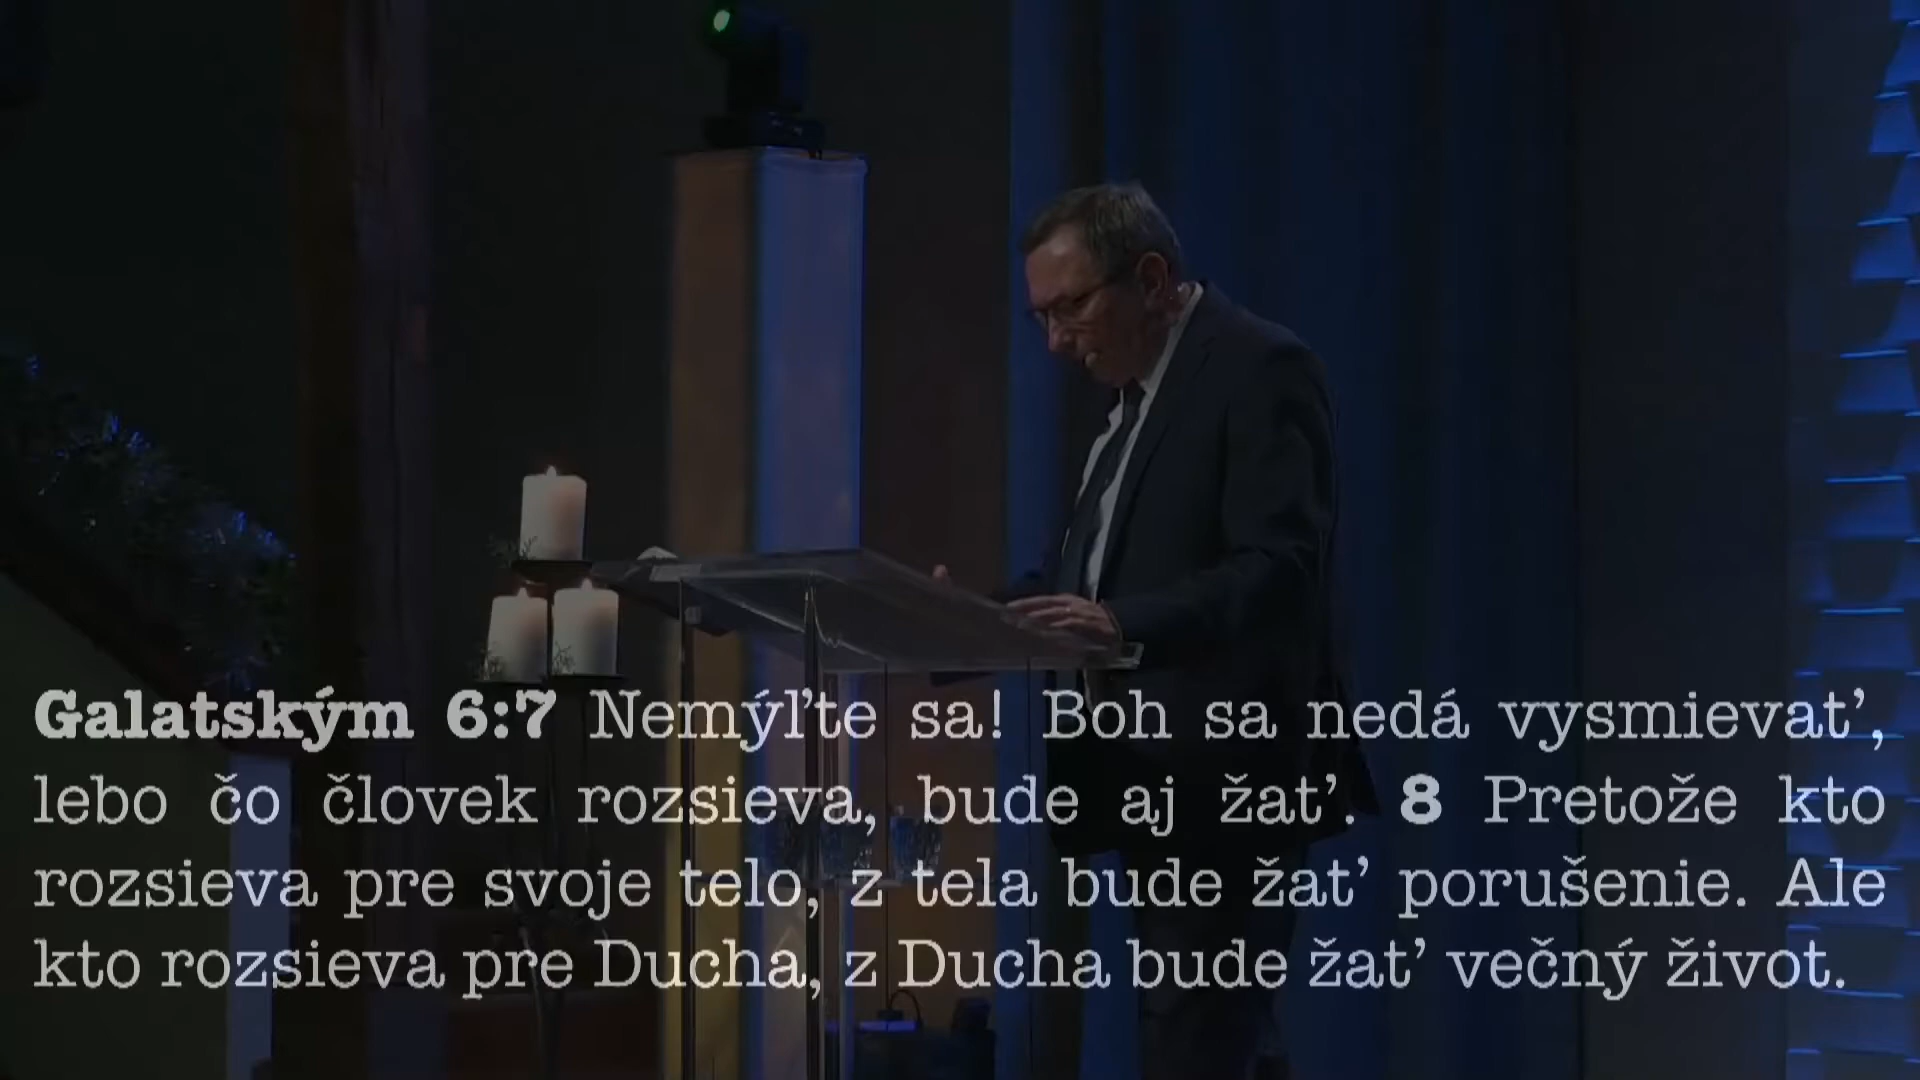 Galatským 6:7 Nemýľte sa! Boh sa nedá vysmievať,
lebo čo človek rozsieva, bude aj žať. 8 Pretože kto
rozsieva pre svoje telo, z tela bude žať porušenie. Ale
kto rozsieva pre Ducha, z Ducha bude žať večný život.